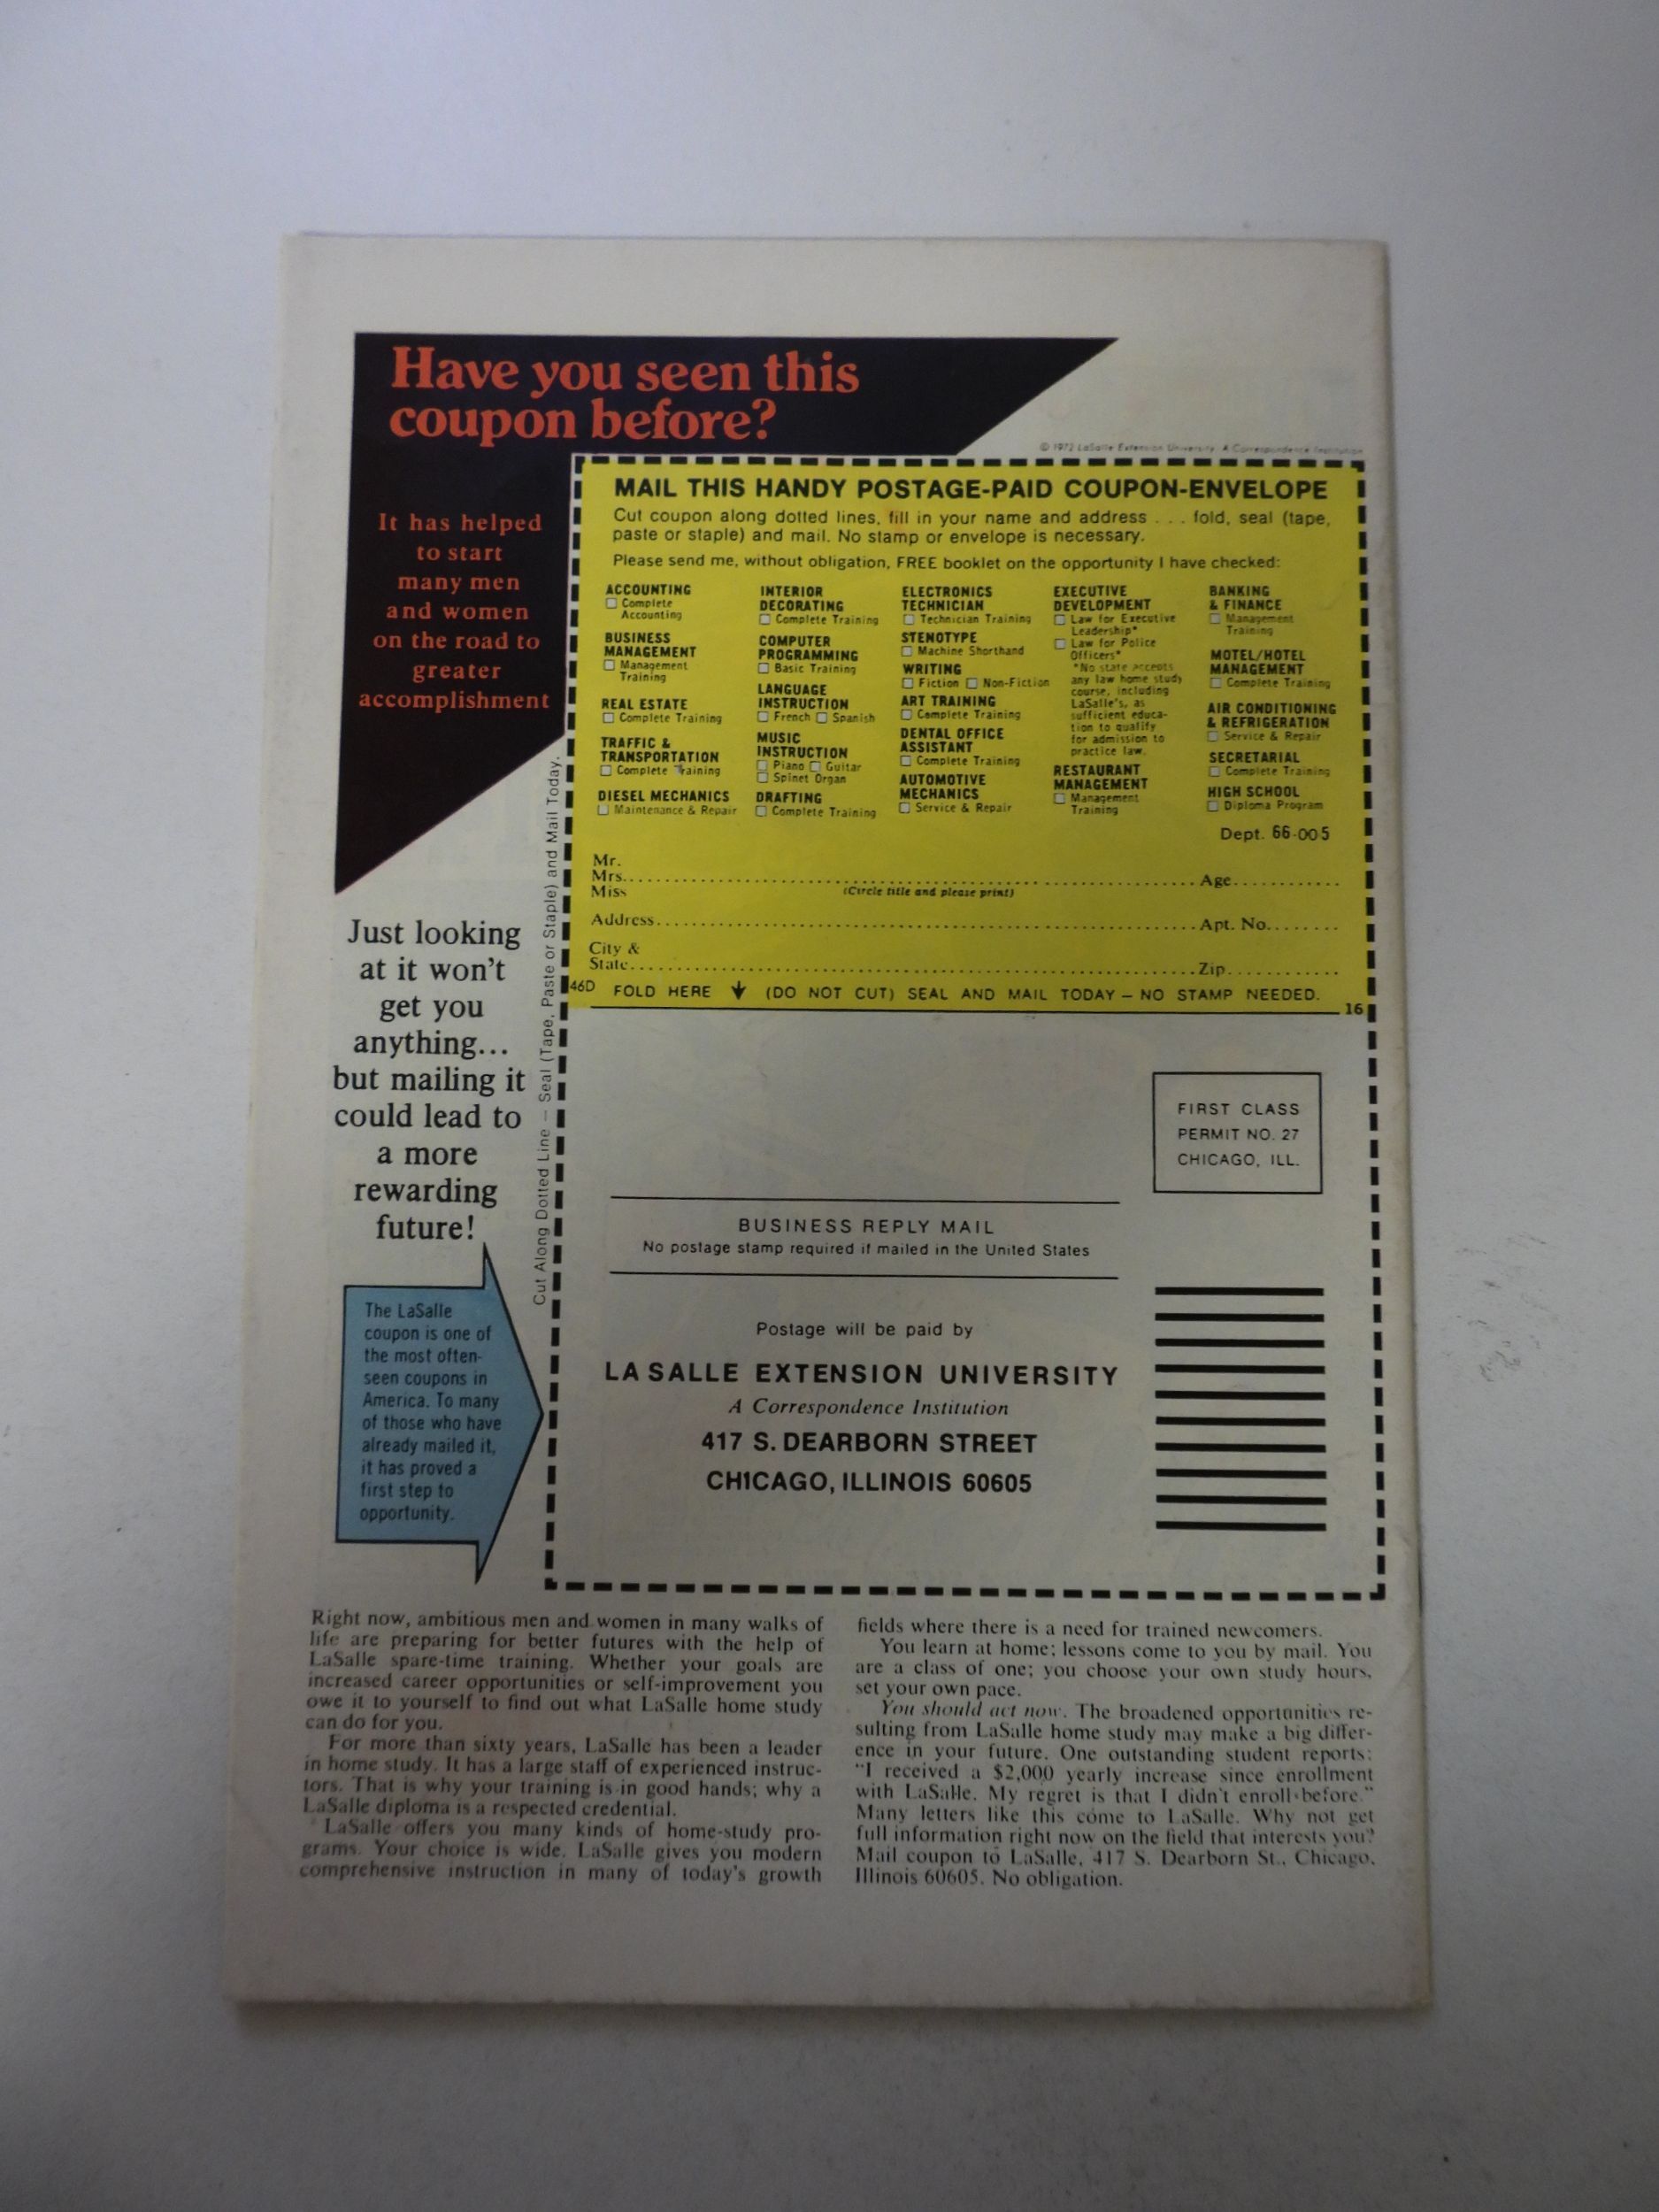 Have you seen this
coupon before?
© 1972 LaSalle Extension University, A Correspondence Institution
It has helped
to start
many men
and women
on the road to
greater
accomplishment
MAIL THIS HANDY POSTAGE-PAID COUPON-ENVELOPE
Cut coupon along dotted lines, fill in your name and address . . . fold, seal (tape,
paste or staple) and mail. No stamp or envelope is necessary.
Please send me, without obligation, FREE booklet on the opportunity I have checked:
ACCOUNTING
Complete
Accounting
BUSINESS
MANAGEMENT
Management
Training
REAL ESTATE
Complete Training
TRAFFIC &
TRANSPORTATION
Complete Training
DIESEL MECHANICS
Maintenance & Repair
INTERIOR
DECORATING
Complete Training
COMPUTER
PROGRAMMING
Basic Training
LANGUAGE
INSTRUCTION
French Spanish
MUSIC
INSTRUCTION
Piano Guitar
Spinet Organ
DRAFTING
Complete Training
ELECTRONICS
TECHNICIAN
Technician Training
STENOTYPE
Machine Shorthand
WRITING
Fiction Non-Fiction
ART TRAINING
Complete Training
DENTAL OFFICE
ASSISTANT
Complete Training
AUTOMOTIVE
MECHANICS
Service & Repair
EXECUTIVE
DEVELOPMENT
Law for Executive
Leadership*
Law for Police
Officers*
*No state accepts
any law home study
course, including
LaSalle's, as
sufficient educa-
tion to qualify
for admission to
practice law.
RESTAURANT
MANAGEMENT
Management
Training
BANKING
& FINANCE
Management
Training
MOTEL/HOTEL
MANAGEMENT
Complete Training
AIR CONDITIONING
& REFRIGERATION
Service & Repair
SECRETARIAL
Complete Training
HIGH SCHOOL
Diploma Program
Dept. 66-005
Mr.
Mrs. Age
Miss (Circle title and please print)
Address Apt. No.
City &
State Zip
46D FOLD HERE (DO NOT CUT) SEAL AND MAIL TODAY — NO STAMP NEEDED.
16
Cut Along Dotted Line — Seal (Tape, Paste or Staple) and Mail Today.
Just looking
at it won't
get you
anything...
but mailing it
could lead to
a more
rewarding
future!
The LaSalle
coupon is one of
the most often-
seen coupons in
America. To many
of those who have
already mailed it,
it has proved a
first step to
opportunity.
FIRST CLASS
PERMIT NO. 27
CHICAGO, ILL.
BUSINESS REPLY MAIL
No postage stamp required if mailed in the United States
Postage will be paid by
LA SALLE EXTENSION UNIVERSITY
A Correspondence Institution
417 S. DEARBORN STREET
CHICAGO, ILLINOIS 60605
Right now, ambitious men and women in many walks of
life are preparing for better futures with the help of
LaSalle spare-time training. Whether your goals are
increased career opportunities or self-improvement you
owe it to yourself to find out what LaSalle home study
can do for you.
For more than sixty years, LaSalle has been a leader
in home study. It has a large staff of experienced instruc-
tors. That is why your training is in good hands; why a
LaSalle diploma is a respected credential.
LaSalle offers you many kinds of home-study pro-
grams. Your choice is wide. LaSalle gives you modern
comprehensive instruction in many of today's growth
fields where there is a need for trained newcomers.
You learn at home; lessons come to you by mail. You
are a class of one; you choose your own study hours,
set your own pace.
You should act now. The broadened opportunities re-
sulting from LaSalle home study may make a big differ-
ence in your future. One outstanding student reports:
"I received a $2,000 yearly increase since enrollment
with LaSalle. My regret is that I didn't enroll before."
Many letters like this come to LaSalle. Why not get
full information right now on the field that interests you?
Mail coupon to LaSalle, 417 S. Dearborn St., Chicago,
Illinois 60605. No obligation.